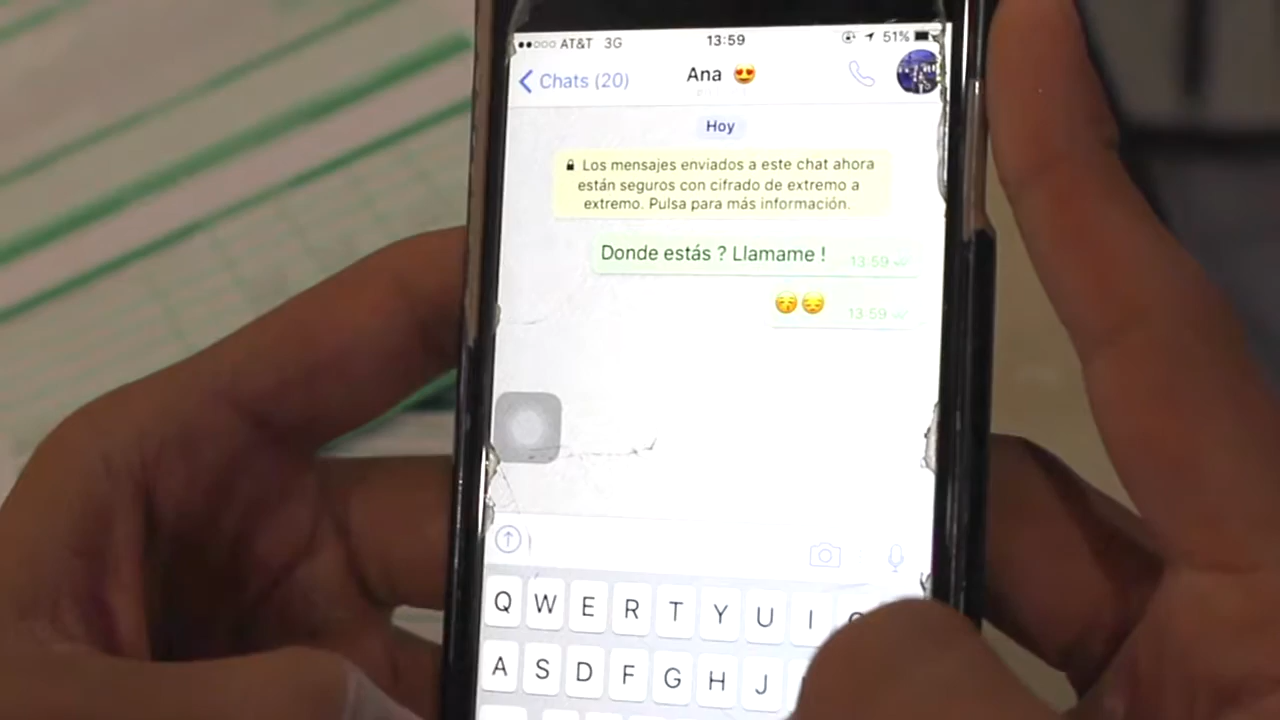 AT&T 3G 13:59 51%
Chats (20) Ana 😍
Hoy
Los mensajes enviados a este chat ahora
están seguros con cifrado de extremo a
extremo. Pulsa para más información.
Donde estás ? Llamame ! 13:59
😚😔 13:59
Q W E R T Y U I
A S D F G H J